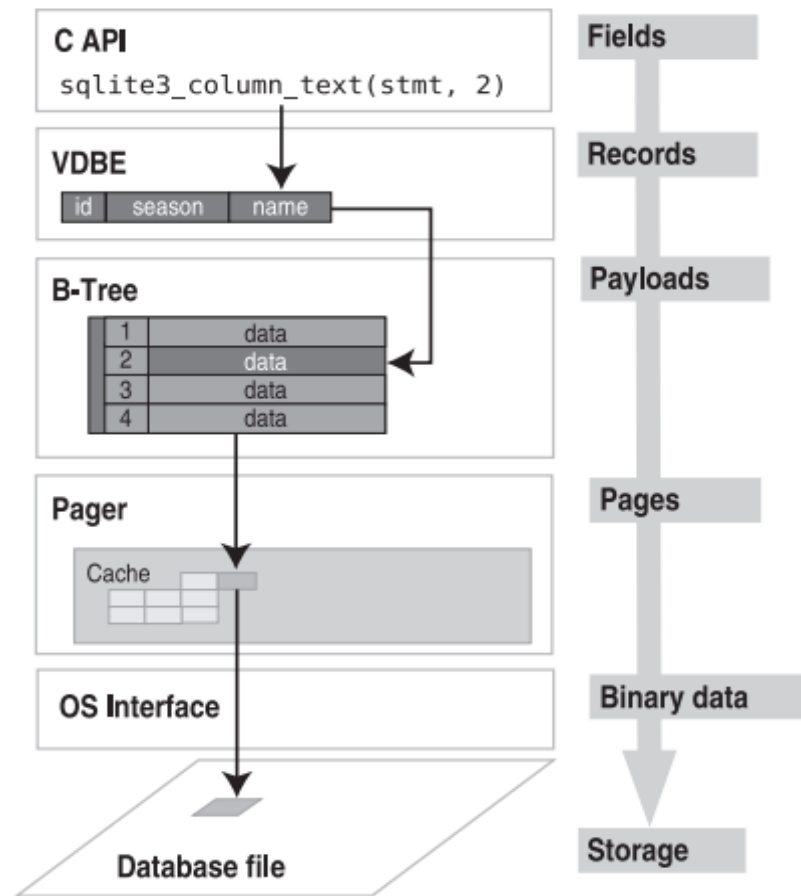 C API
sqlite3_column_text(stmt, 2)
Fields
VDBE
id season name
Records
B-Tree
1 data
2 data
3 data
4 data
Payloads
Pager
Cache
Pages
OS Interface
Binary data
Database file
Storage